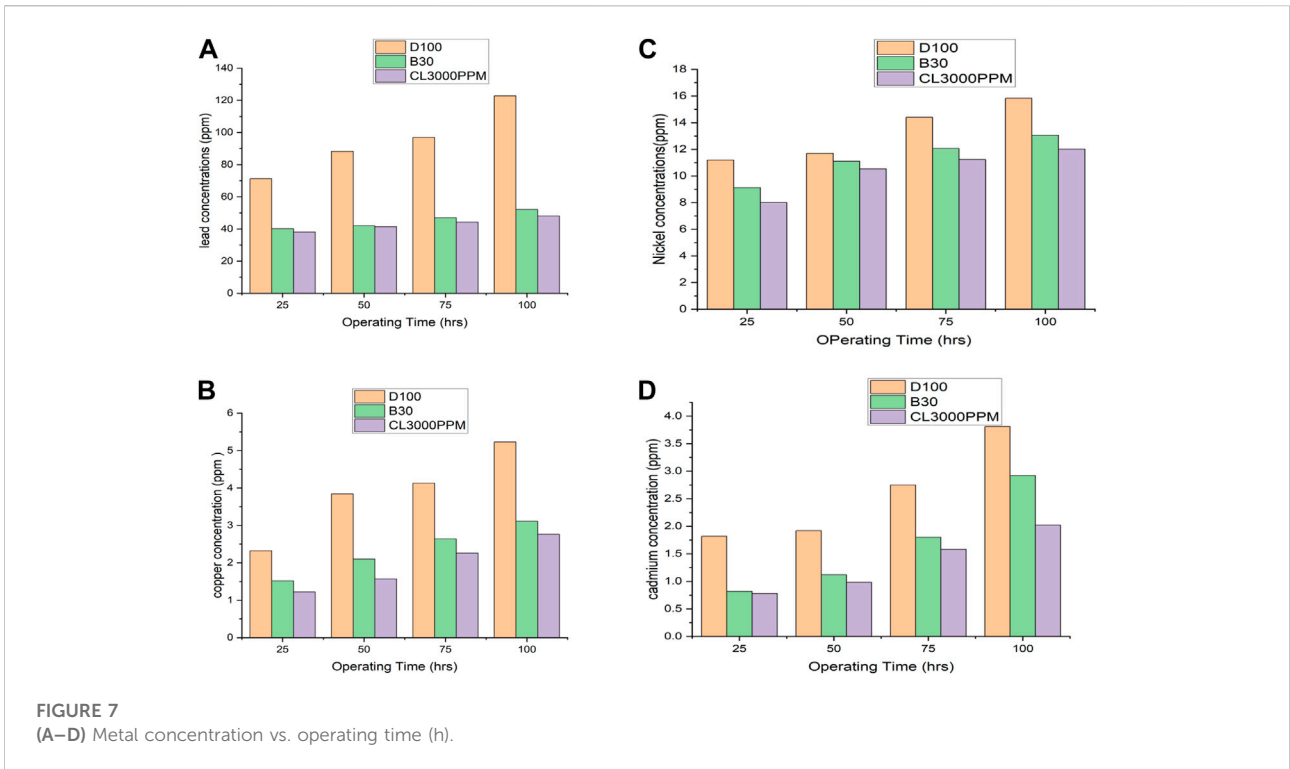 A
D100
B30
CL3000PPM
lead concentrations (ppm)
140
120
100
80
60
40
20
0
25 50 75 100
Operating Time (hrs)
C
D100
B30
CL3000PPM
Nickel concentrations(ppm)
18
16
14
12
10
8
6
4
2
0
25 50 75 100
OPerating Time (hrs)
B
D100
B30
CL3000PPM
copper concentration (ppm )
6
5
4
3
2
1
0
25 50 75 100
Operating Time (hrs)
D
D100
B30
CL3000PPM
cadmium concentration (ppm)
4.0
3.5
3.0
2.5
2.0
1.5
1.0
0.5
0.0
25 50 75 100
Operating Time (hrs)
FIGURE 7
(A–D) Metal concentration vs. operating time (h).